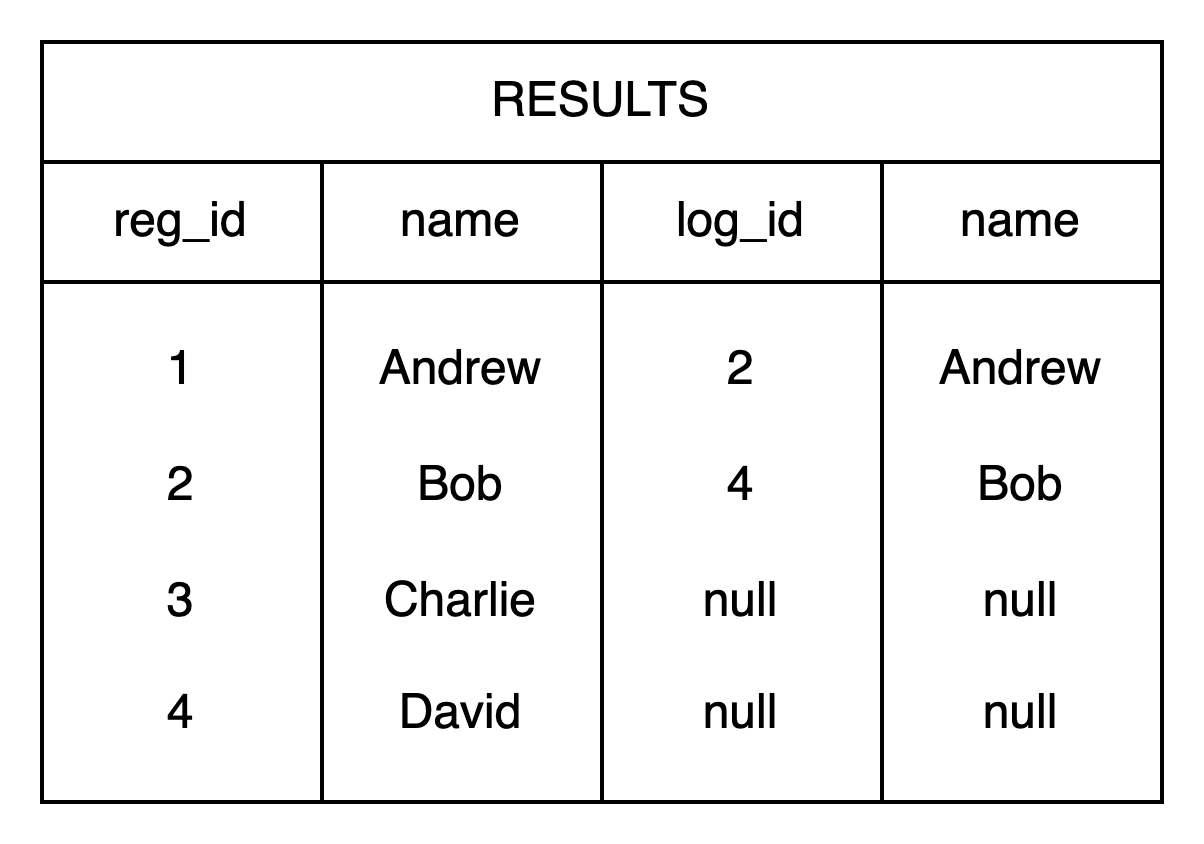 RESULTS
reg_id name log_id name
1 Andrew 2 Andrew
2 Bob 4 Bob
3 Charlie null null
4 David null null